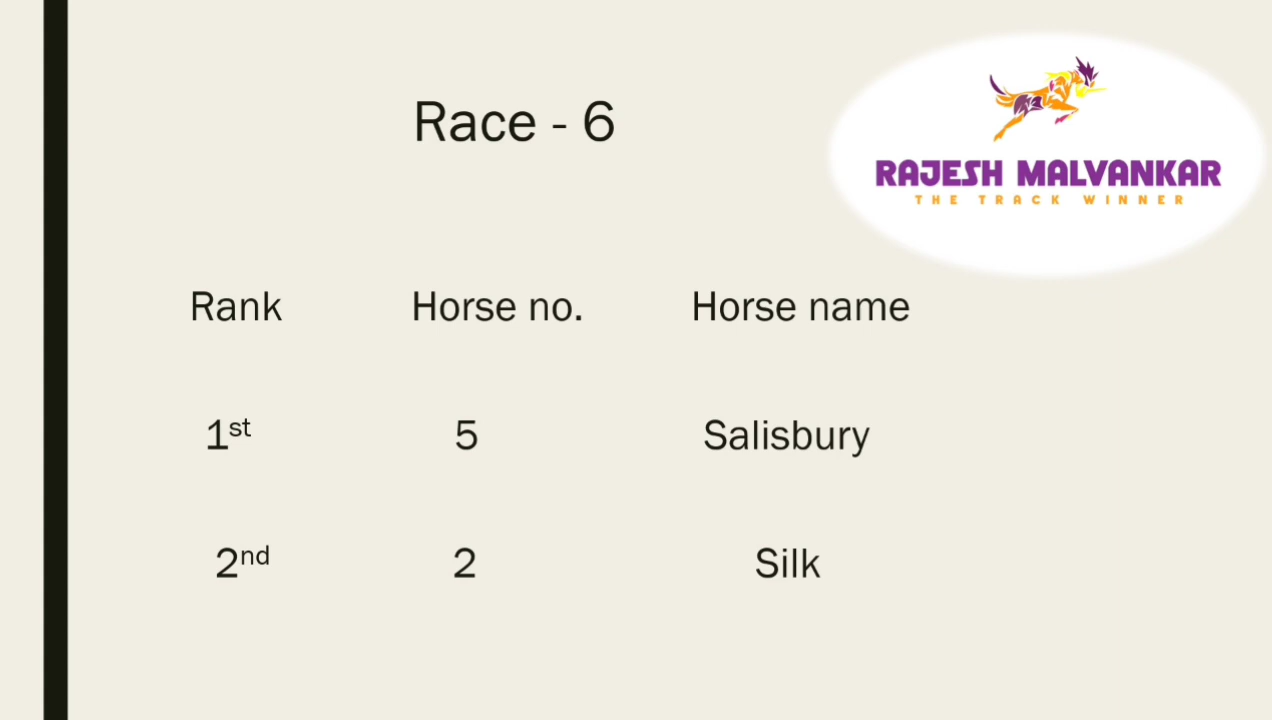 Race - 6
RAJESH MALVANKAR
THE TRACK WINNER
Rank Horse no. Horse name
1st 5 Salisbury
2nd 2 Silk